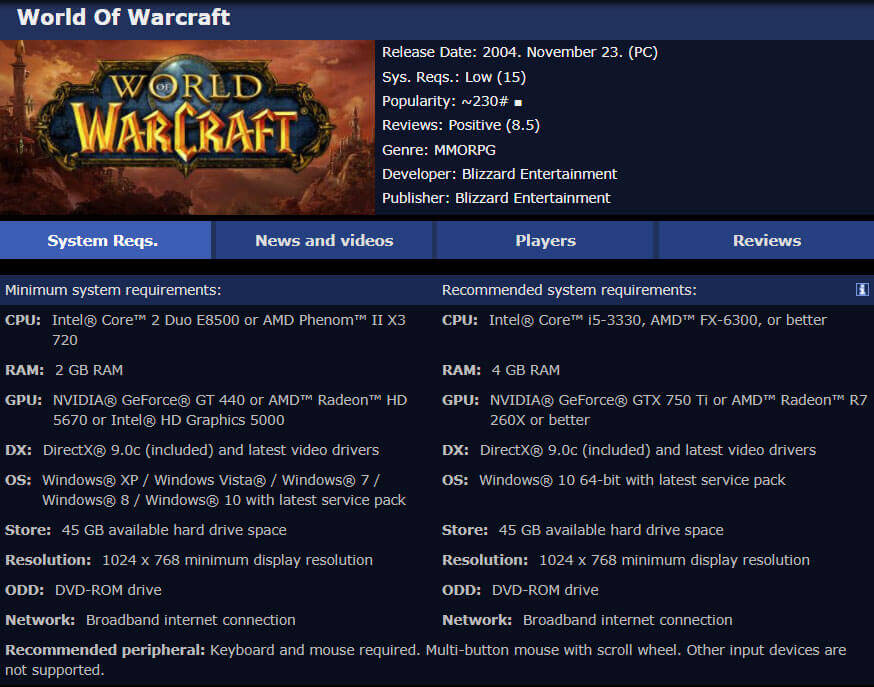 World Of Warcraft
WORLD
OF
WARCRAFT
Release Date: 2004. November 23. (PC)
Sys. Reqs.: Low (15)
Popularity: ~230# ■
Reviews: Positive (8.5)
Genre: MMORPG
Developer: Blizzard Entertainment
Publisher: Blizzard Entertainment
System Reqs.
News and videos
Players
Reviews
Minimum system requirements:
CPU: Intel® Core™ 2 Duo E8500 or AMD Phenom™ II X3
720
RAM: 2 GB RAM
GPU: NVIDIA® GeForce® GT 440 or AMD™ Radeon™ HD
5670 or Intel® HD Graphics 5000
DX: DirectX® 9.0c (included) and latest video drivers
OS: Windows® XP / Windows Vista® / Windows® 7 /
Windows® 8 / Windows® 10 with latest service pack
Store: 45 GB available hard drive space
Resolution: 1024 x 768 minimum display resolution
ODD: DVD-ROM drive
Network: Broadband internet connection
Recommended system requirements:
CPU: Intel® Core™ i5-3330, AMD™ FX-6300, or better
RAM: 4 GB RAM
GPU: NVIDIA® GeForce® GTX 750 Ti or AMD™ Radeon™ R7
260X or better
DX: DirectX® 9.0c (included) and latest video drivers
OS: Windows® 10 64-bit with latest service pack
Store: 45 GB available hard drive space
Resolution: 1024 x 768 minimum display resolution
ODD: DVD-ROM drive
Network: Broadband internet connection
Recommended peripheral: Keyboard and mouse required. Multi-button mouse with scroll wheel. Other input devices are
not supported.